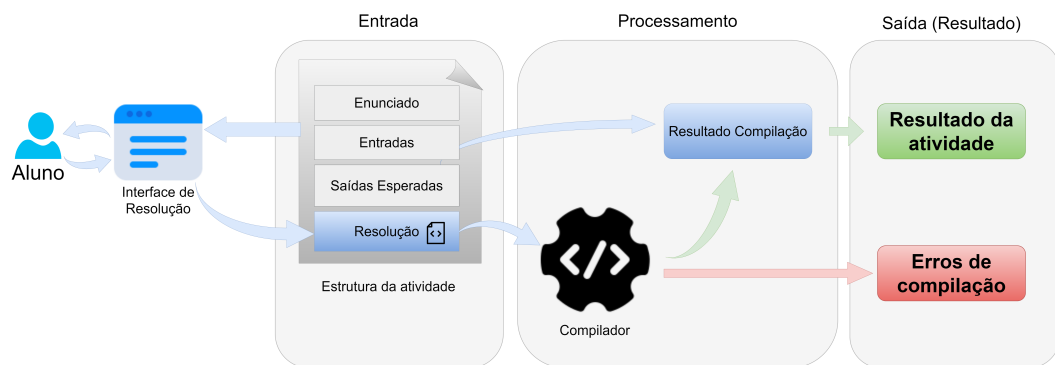 Entrada
Processamento
Saída (Resultado)
Aluno
Interface de
Resolução
Enunciado
Entradas
Saídas Esperadas
Resolução
Estrutura da atividade
Resultado Compilação
Compilador
Resultado da
atividade
Erros de
compilação